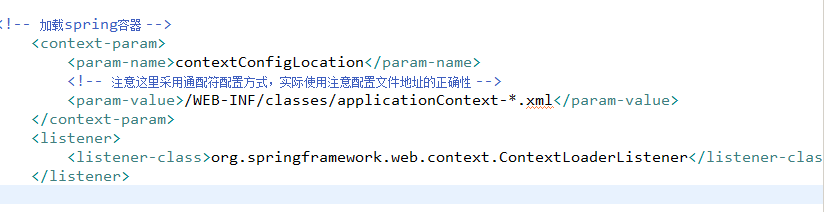 <!-- 加载spring容器 -->
<context-param>
<param-name>contextConfigLocation</param-name>
<!-- 注意这里采用通配符配置方式，实际使用注意配置文件地址的正确性 -->
<param-value>/WEB-INF/classes/applicationContext-*.xml</param-value>
</context-param>
<listener>
<listener-class>org.springframework.web.context.ContextLoaderListener</listener-clas
</listener>